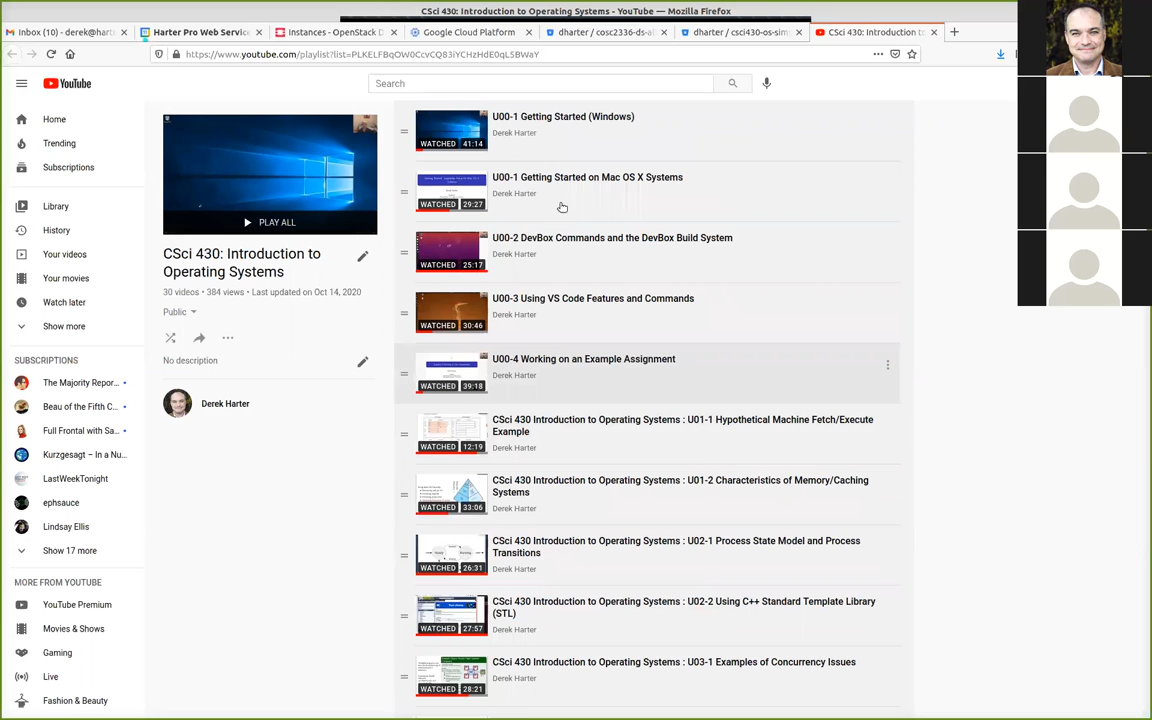 CSci 430: Introduction to Operating Systems - YouTube — Mozilla Firefox
Inbox (10) - derek@hart
Harter Pro Web Servic
Instances - OpenStack D
Google Cloud Platform
dharter / cosc2336-ds-al
dharter / csci430-os-sim
CSci 430: Introduction to
https://www.youtube.com/playlist?list=PLKELFBqOW0CcvCQ83iYCHzHdE0qLSBWaY
YouTube
Search
Home
Trending
Subscriptions
Library
History
Your videos
Your movies
Watch later
Show more
SUBSCRIPTIONS
The Majority Repor...
Beau of the Fifth C...
Full Frontal with Sa...
Kurzgesagt – In a Nu...
LastWeekTonight
ephsauce
Lindsay Ellis
Show 17 more
MORE FROM YOUTUBE
YouTube Premium
Movies & Shows
Gaming
Live
Fashion & Beauty
PLAY ALL
CSci 430: Introduction to
Operating Systems
30 videos • 384 views • Last updated on Oct 14, 2020
Public
No description
Derek Harter
WATCHED 41:14
U00-1 Getting Started (Windows)
Derek Harter
WATCHED 29:27
U00-1 Getting Started on Mac OS X Systems
Derek Harter
WATCHED 25:17
U00-2 DevBox Commands and the DevBox Build System
Derek Harter
WATCHED 30:46
U00-3 Using VS Code Features and Commands
Derek Harter
WATCHED 39:18
U00-4 Working on an Example Assignment
Derek Harter
WATCHED 12:19
CSci 430 Introduction to Operating Systems : U01-1 Hypothetical Machine Fetch/Execute
Example
Derek Harter
WATCHED 33:06
CSci 430 Introduction to Operating Systems : U01-2 Characteristics of Memory/Caching
Systems
Derek Harter
WATCHED 26:31
CSci 430 Introduction to Operating Systems : U02-1 Process State Model and Process
Transitions
Derek Harter
WATCHED 27:57
CSci 430 Introduction to Operating Systems : U02-2 Using C++ Standard Template Library
(STL)
Derek Harter
WATCHED 28:21
CSci 430 Introduction to Operating Systems : U03-1 Examples of Concurrency Issues
Derek Harter